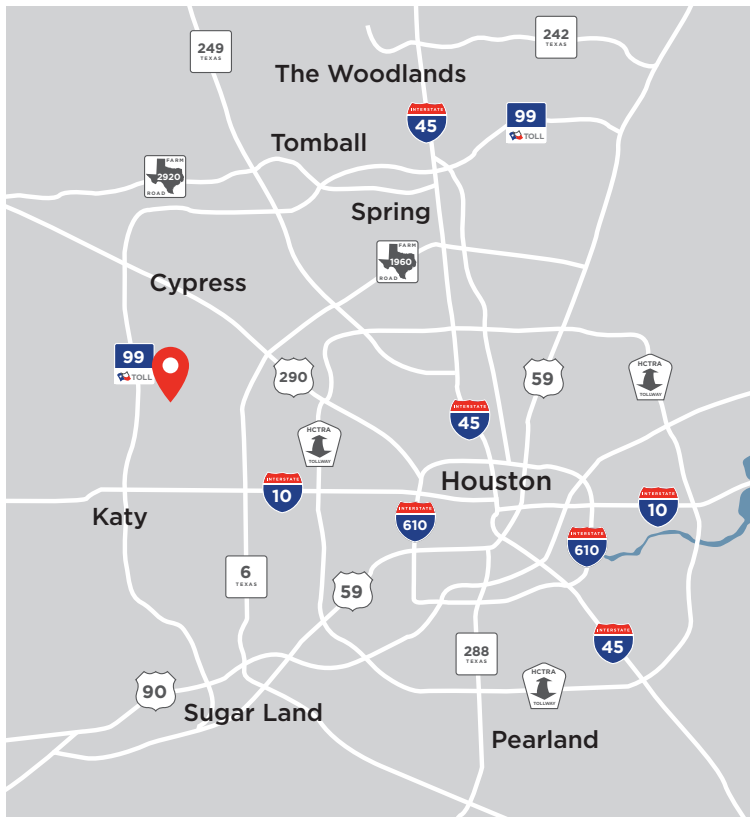 249
TEXAS
242
TEXAS
The Woodlands
INTERSTATE
45
99
TOLL
Tomball
FARM
2920
ROAD
Spring
FARM
1960
ROAD
Cypress
99
TOLL
290
59
HCTRA
TOLLWAY
INTERSTATE
45
HCTRA
TOLLWAY
Houston
INTERSTATE
10
INTERSTATE
10
Katy
INTERSTATE
610
INTERSTATE
610
6
TEXAS
59
INTERSTATE
45
288
TEXAS
HCTRA
TOLLWAY
90
Sugar Land
Pearland